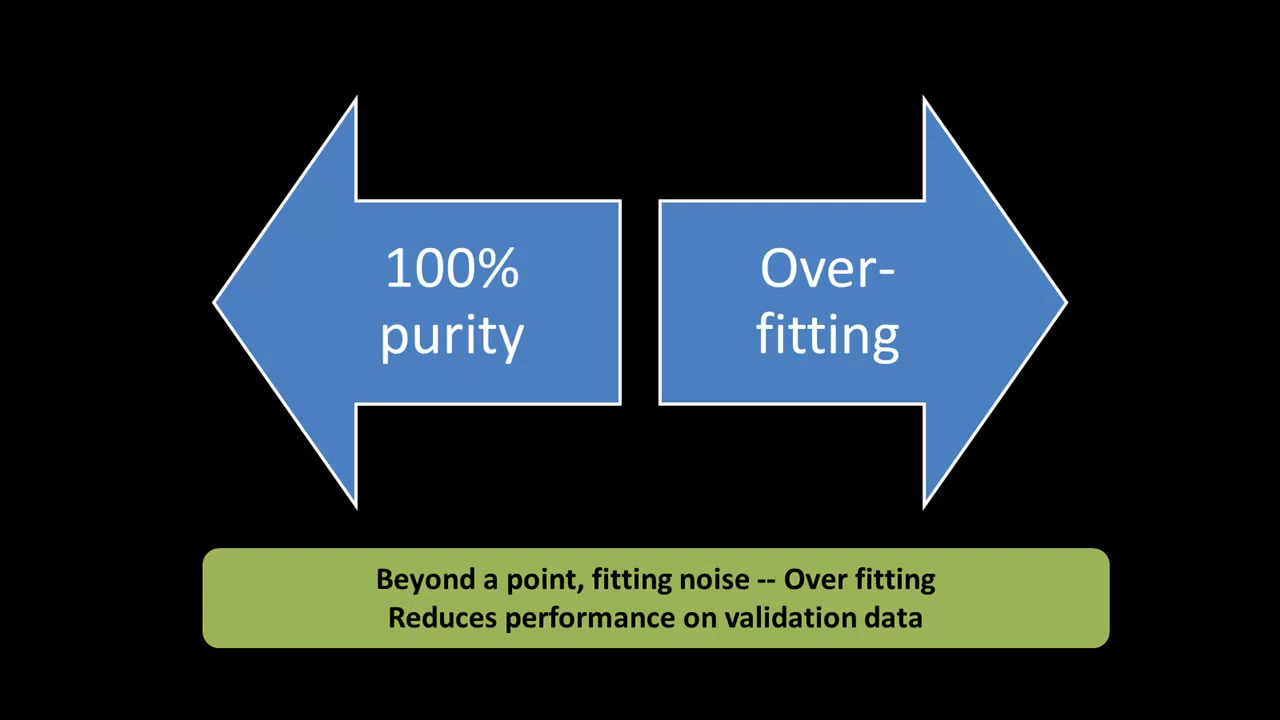 100%
purity
Over-
fitting
Beyond a point, fitting noise -- Over fitting
Reduces performance on validation data